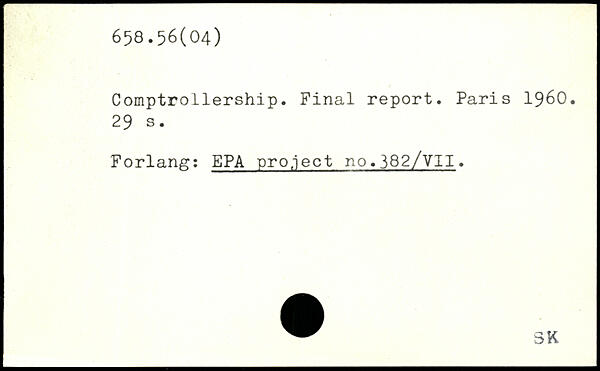 658.56(04)
Comptrollership. Final report. Paris 1960.
29 s.
Forlang: EPA project no.382/VII.
SK